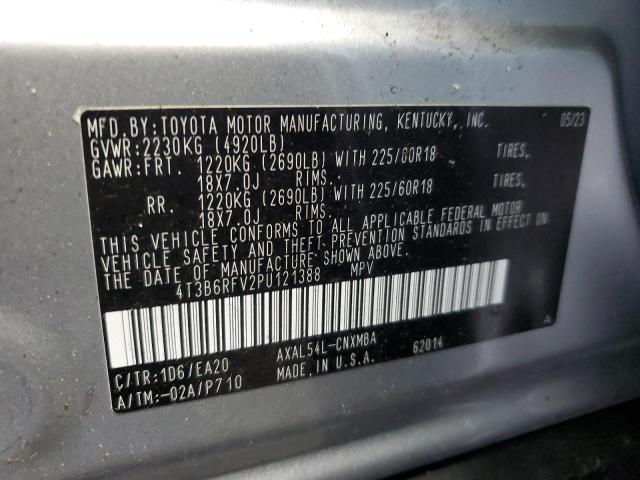 MFD.BY:TOYOTA MOTOR MANUFACTURING, KENTUCKY, INC. 05/23
GVWR:2230KG (4920LB)
GAWR:FRT. 1220KG (2690LB) WITH 225/60R18 TIRES,
18X7.0J RIMS.
RR. 1220KG (2690LB) WITH 225/60R18 TIRES,
18X7.0J RIMS.
THIS VEHICLE CONFORMS TO ALL APPLICABLE FEDERAL MOTOR
VEHICLE SAFETY AND THEFT PREVENTION STANDARDS IN EFFECT ON
THE DATE OF MANUFACTURE SHOWN ABOVE.
4T3B6RFV2PU121388 MPV
A
C/TR:1D6/EA20 AXAL54L-CNXMBA 62014
A/TM:-02A/P710 MADE IN U.S.A.